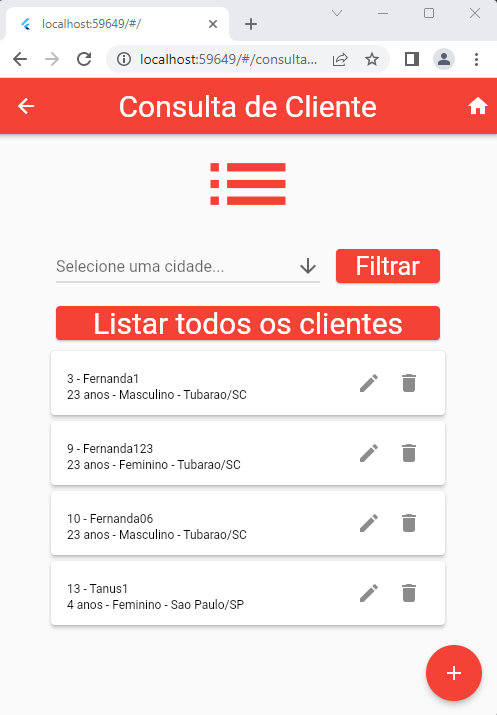 localhost:59649/#/
localhost:59649/#/consulta...
Consulta de Cliente
Selecione uma cidade...
Filtrar
Listar todos os clientes
3 - Fernanda1
23 anos - Masculino - Tubarao/SC
9 - Fernanda123
23 anos - Feminino - Tubarao/SC
10 - Fernanda06
23 anos - Masculino - Tubarao/SC
13 - Tanus1
4 anos - Feminino - Sao Paulo/SP